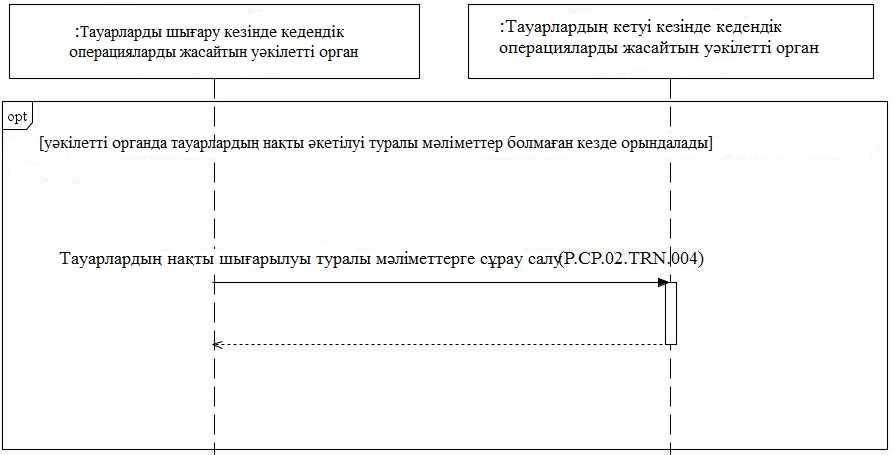 :Тауарларды шығару кезінде кедендік
операцияларды жасайтын уәкілетті орган
:Тауарлардың кетуі кезінде кедендік
операцияларды жасайтын уәкілетті орган
opt
[уәкілетті органда тауарлардың нақты әкетілуі туралы мәліметтер болмаған кезде орындалады]
Тауарлардың нақты шығарылуы туралы мәліметтерге сұрау салу(P.CP.02.TRN.004)